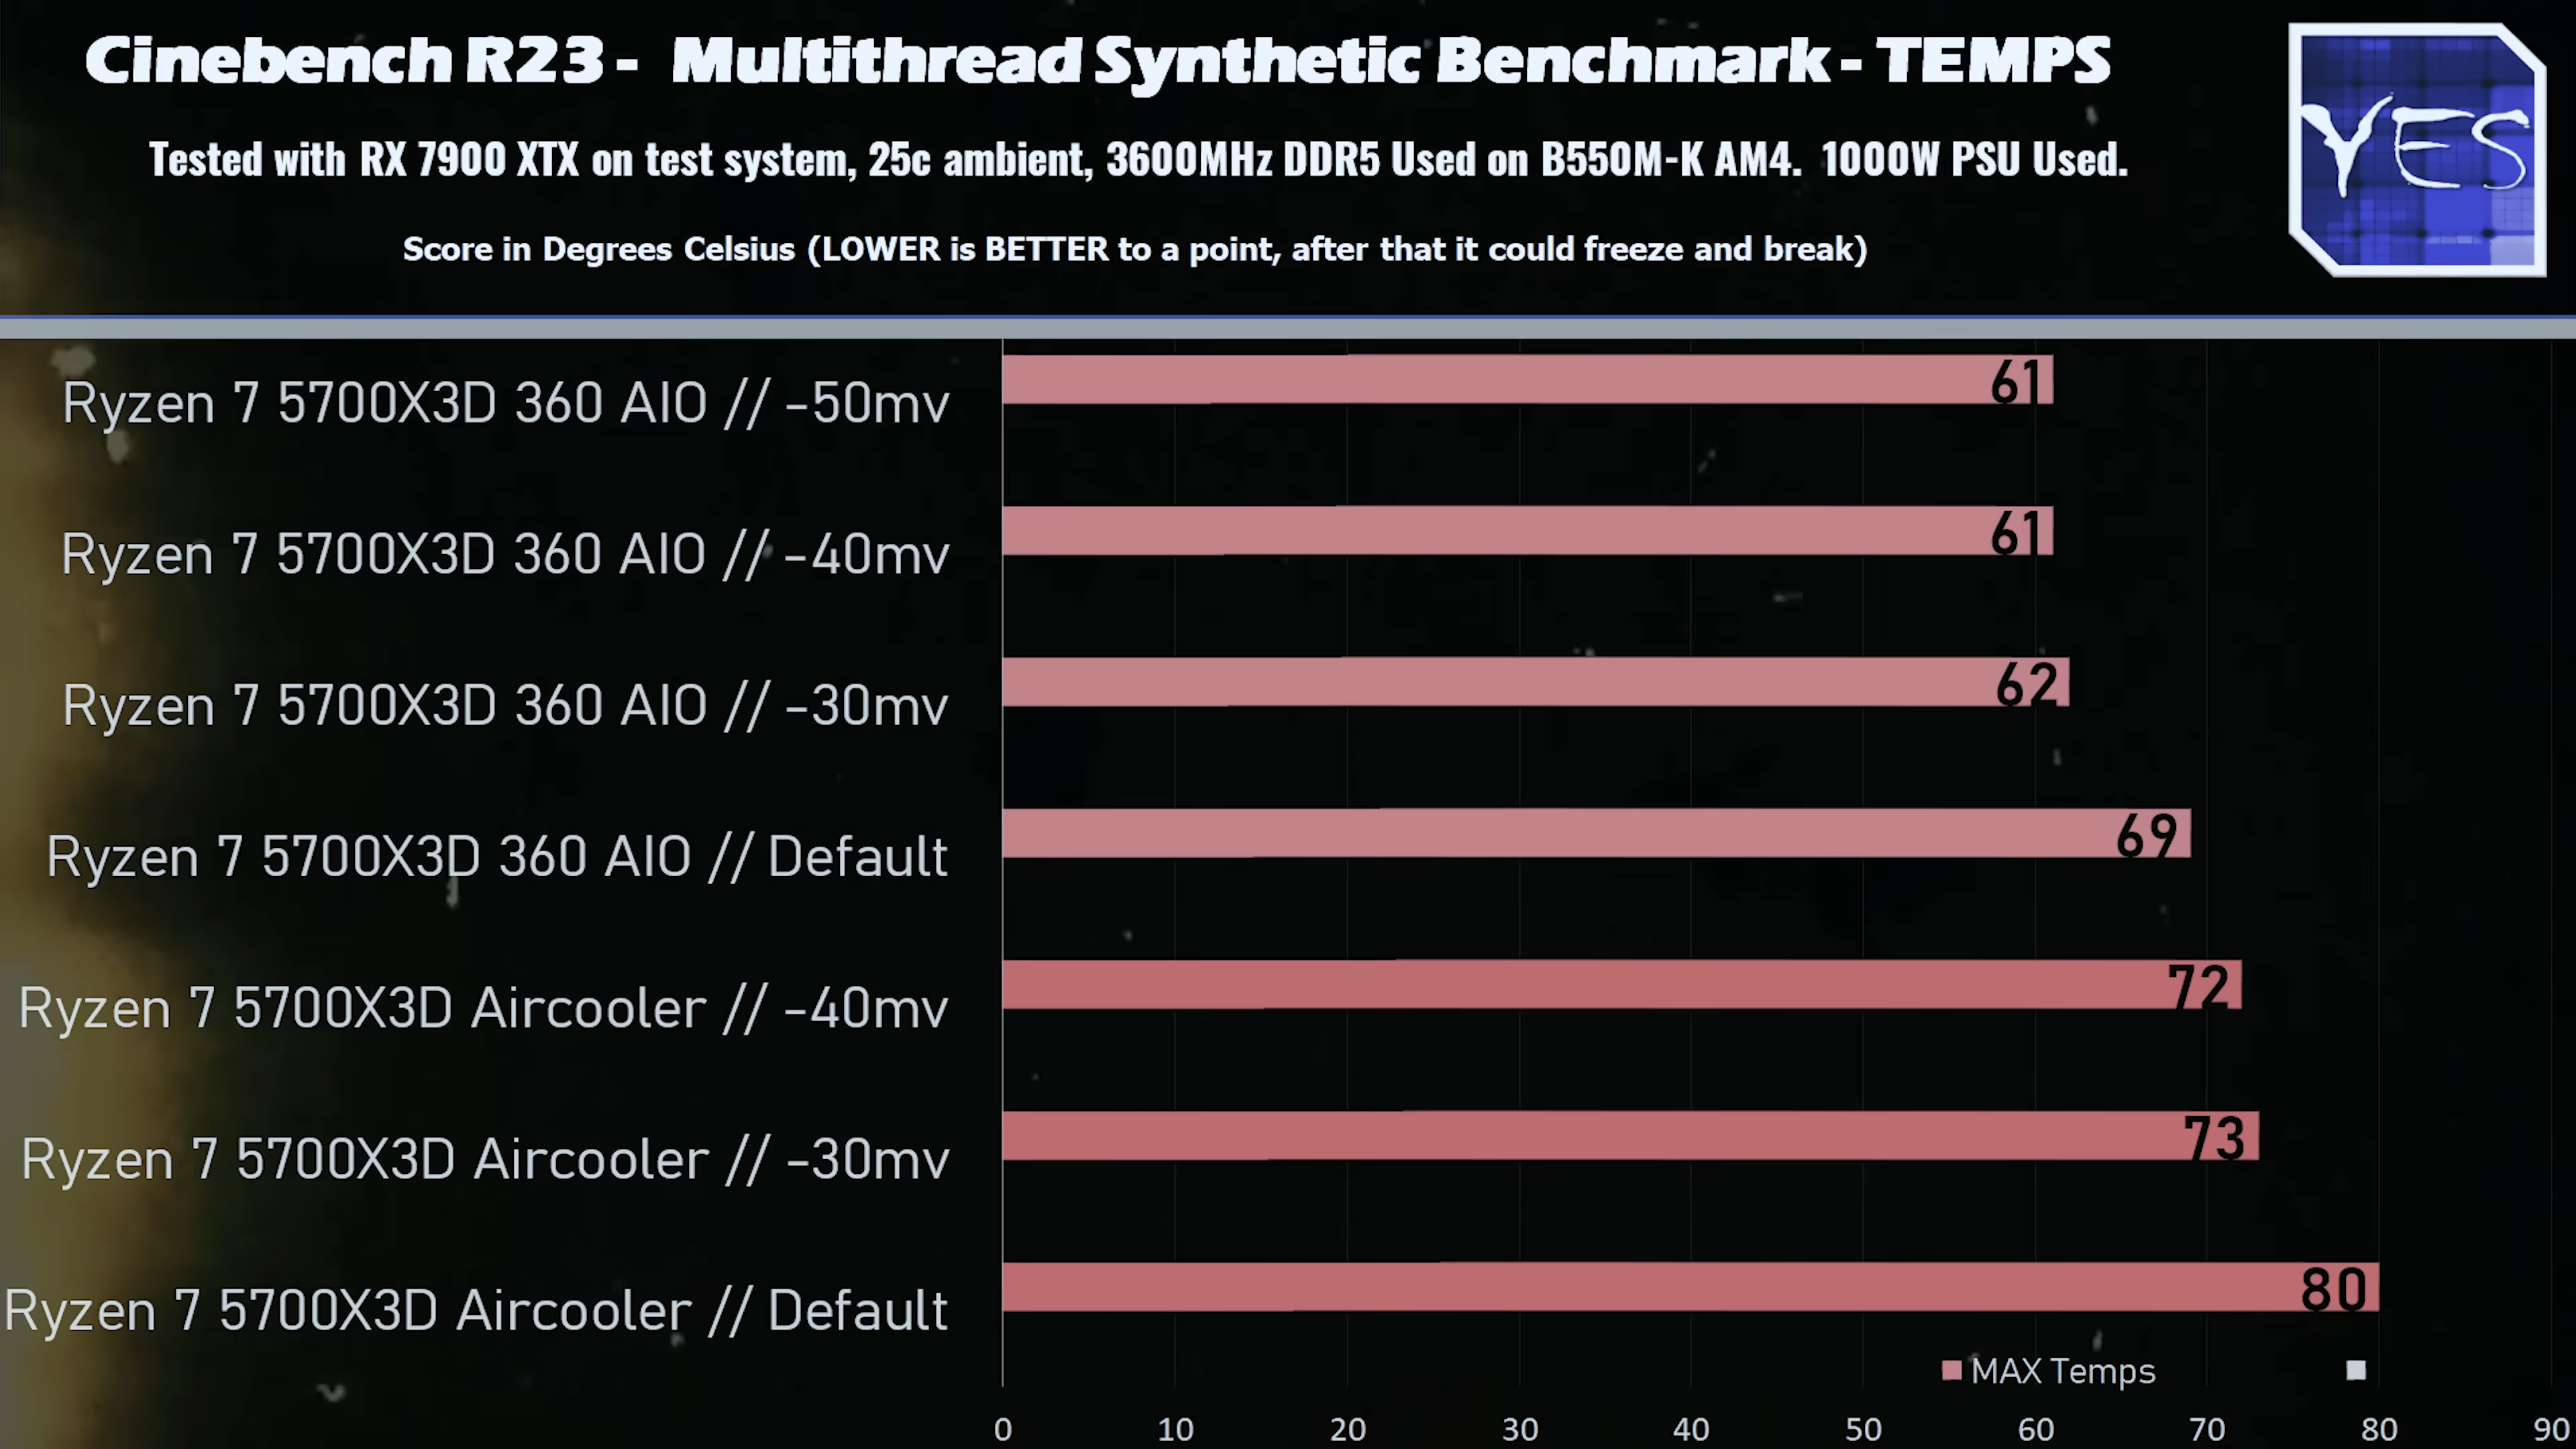 Cinebench R23 - Multithread Synthetic Benchmark - TEMPS
YES
Tested with RX 7900 XTX on test system, 25c ambient, 3600MHz DDR5 Used on B550M-K AM4. 1000W PSU Used.
Score in Degrees Celsius (LOWER is BETTER to a point, after that it could freeze and break)
Ryzen 7 5700X3D 360 AIO // -50mv 61
Ryzen 7 5700X3D 360 AIO // -40mv 61
Ryzen 7 5700X3D 360 AIO // -30mv 62
Ryzen 7 5700X3D 360 AIO // Default 69
Ryzen 7 5700X3D Aircooler // -40mv 72
Ryzen 7 5700X3D Aircooler // -30mv 73
Ryzen 7 5700X3D Aircooler // Default 80
MAX Temps
0 10 20 30 40 50 60 70 80 90